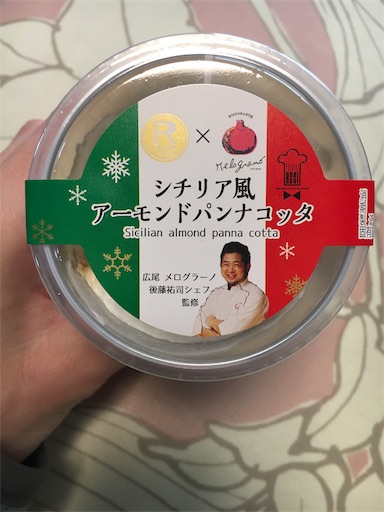 R
×
Melograno
ROSSI
シチリア風
アーモンドパンナコッタ
Sicilian almond panna cotta
広尾 メログラーノ
後藤祐司シェフ
監修